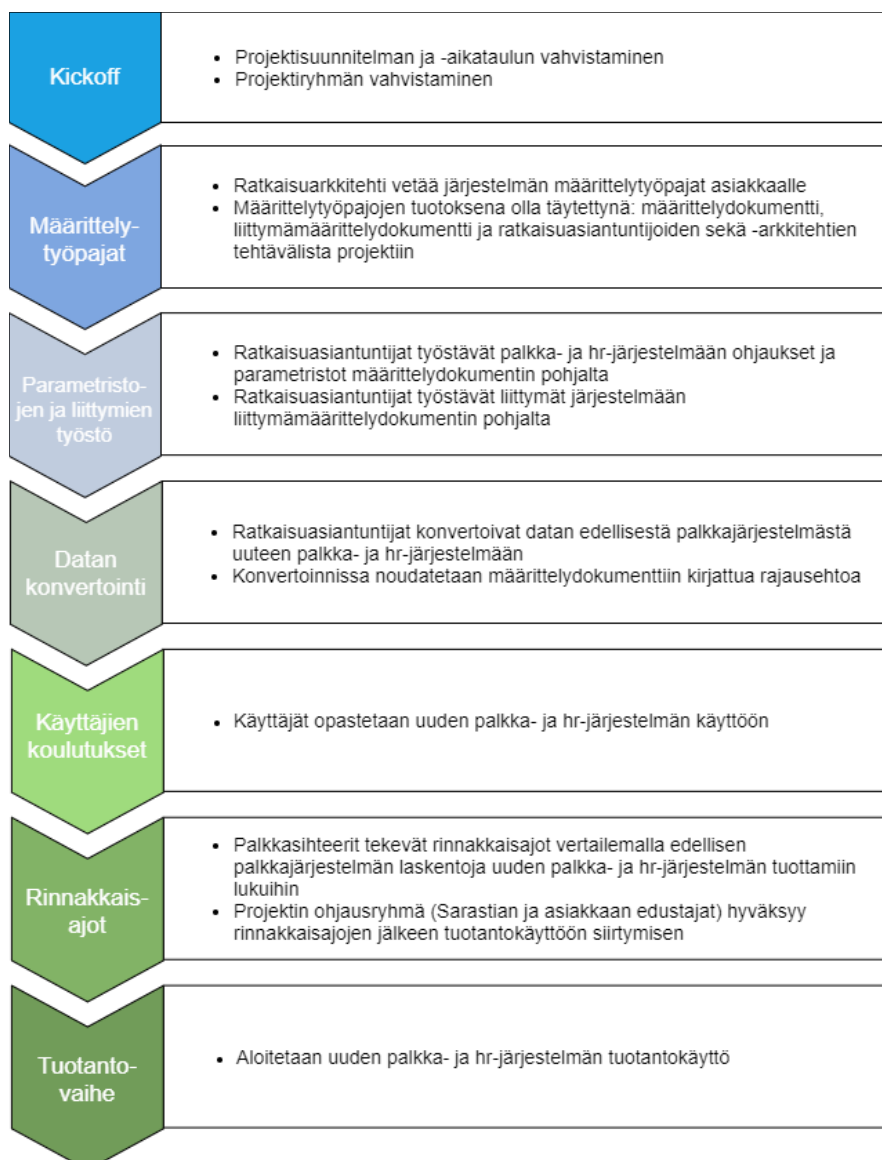 Kickoff
• Projektisuunnitelman ja -aikataulun vahvistaminen
• Projektiryhmän vahvistaminen
Määrittely-
työpajat
• Ratkaisuarkkitehti vetää järjestelmän määrittelytyöpajat asiakkaalle
• Määrittelytyöpajojen tuotoksena olla täytettynä: määrittelydokumentti,
liittymämäärittelydokumentti ja ratkaisuasiantuntijoiden sekä -arkkitehtien
tehtävälista projektiin
Parametristo-
jen ja liittymien
työstö
• Ratkaisuasiantuntijat työstävät palkka- ja hr-järjestelmään ohjaukset ja
parametristot määrittelydokumentin pohjalta
• Ratkaisuasiantuntijat työstävät liittymät järjestelmään
liittymämäärittelydokumentin pohjalta
Datan
konvertointi
• Ratkaisuasiantuntijat konvertoivat datan edellisestä palkkajärjestelmästä
uuteen palkka- ja hr-järjestelmään
• Konvertoinnissa noudatetaan määrittelydokumenttiin kirjattua rajausehtoa
Käyttäjien
koulutukset
• Käyttäjät opastetaan uuden palkka- ja hr-järjestelmän käyttöön
Rinnakkais-
ajot
• Palkkasihteerit tekevät rinnakkaisajot vertailemalla edellisen
palkkajärjestelmän laskentoja uuden palkka- ja hr-järjestelmän tuottamiin
lukuihin
• Projektin ohjausryhmä (Sarastian ja asiakkaan edustajat) hyväksyy
rinnakkaisajojen jälkeen tuotantokäyttöön siirtymisen
Tuotanto-
vaihe
• Aloitetaan uuden palkka- ja hr-järjestelmän tuotantokäyttö